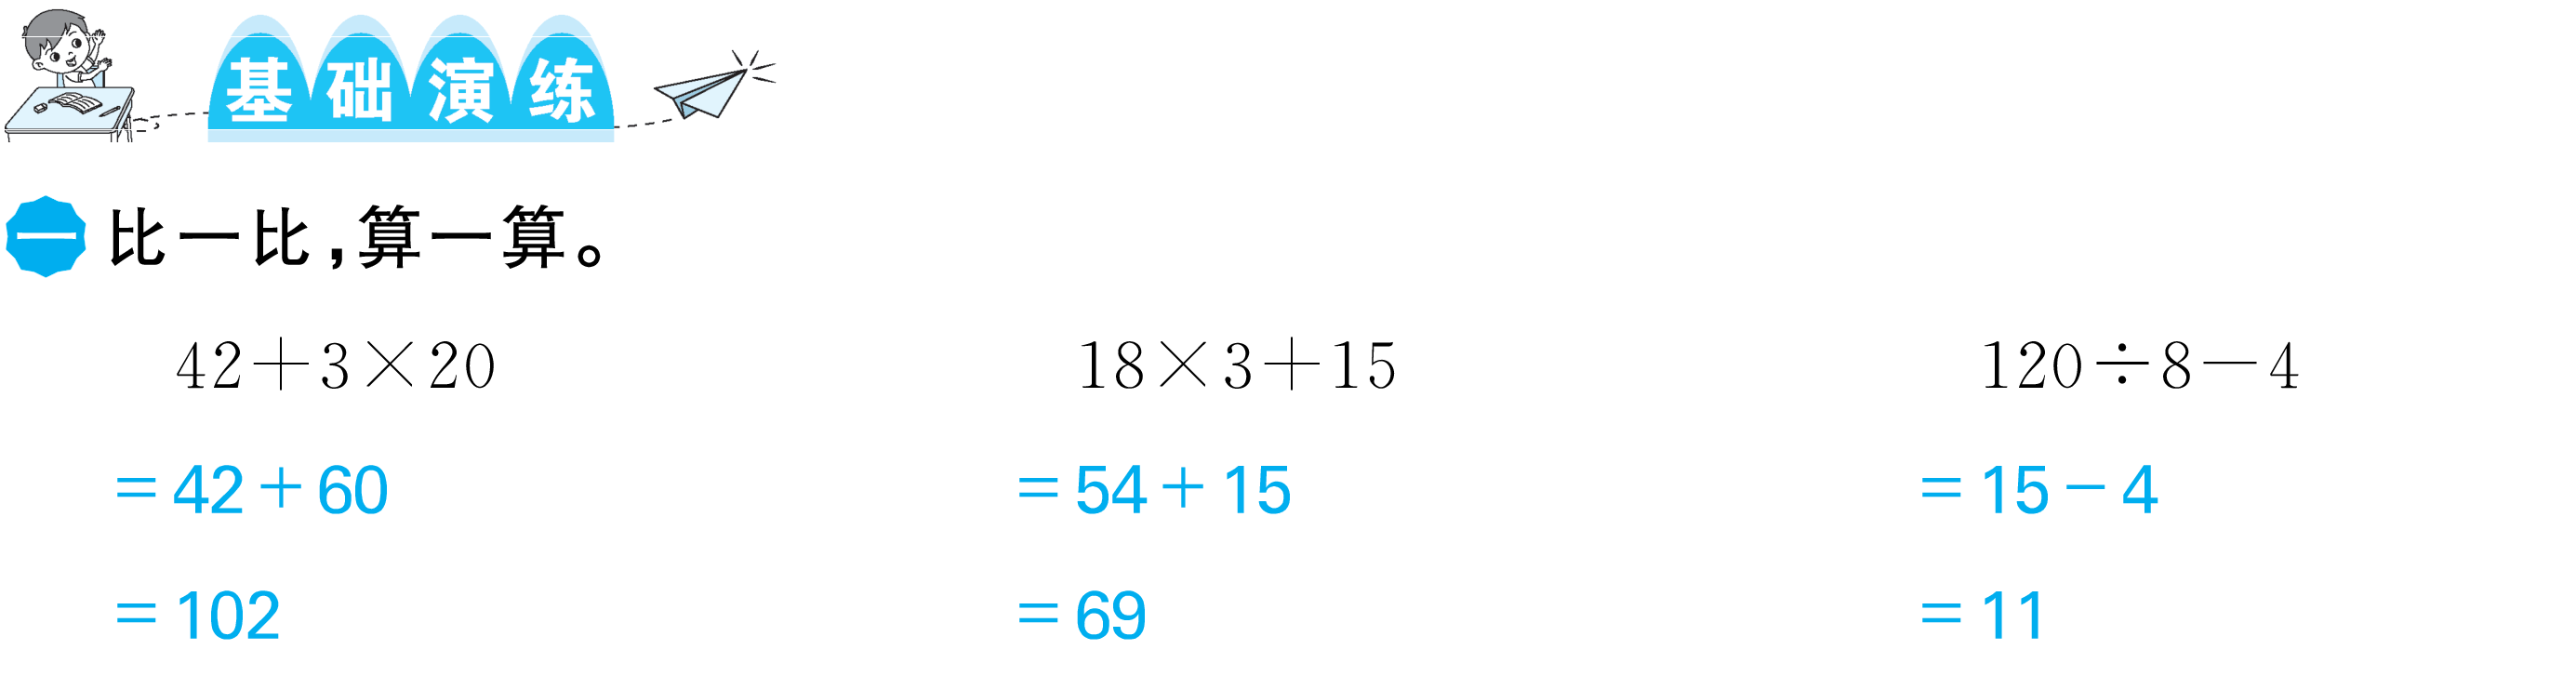 基础演练
一 比一比,算一算。
42+3×20 18×3+15 120÷8-4
=42+60 =54+15 =15-4
=102 =69 =11